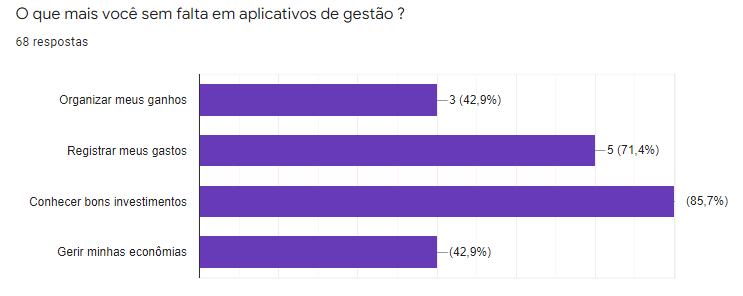 O que mais você sem falta em aplicativos de gestão ?
68 respostas
Organizar meus ganhos
3 (42,9%)
Registrar meus gastos
5 (71,4%)
Conhecer bons investimentos
(85,7%)
Gerir minhas econômias
(42,9%)